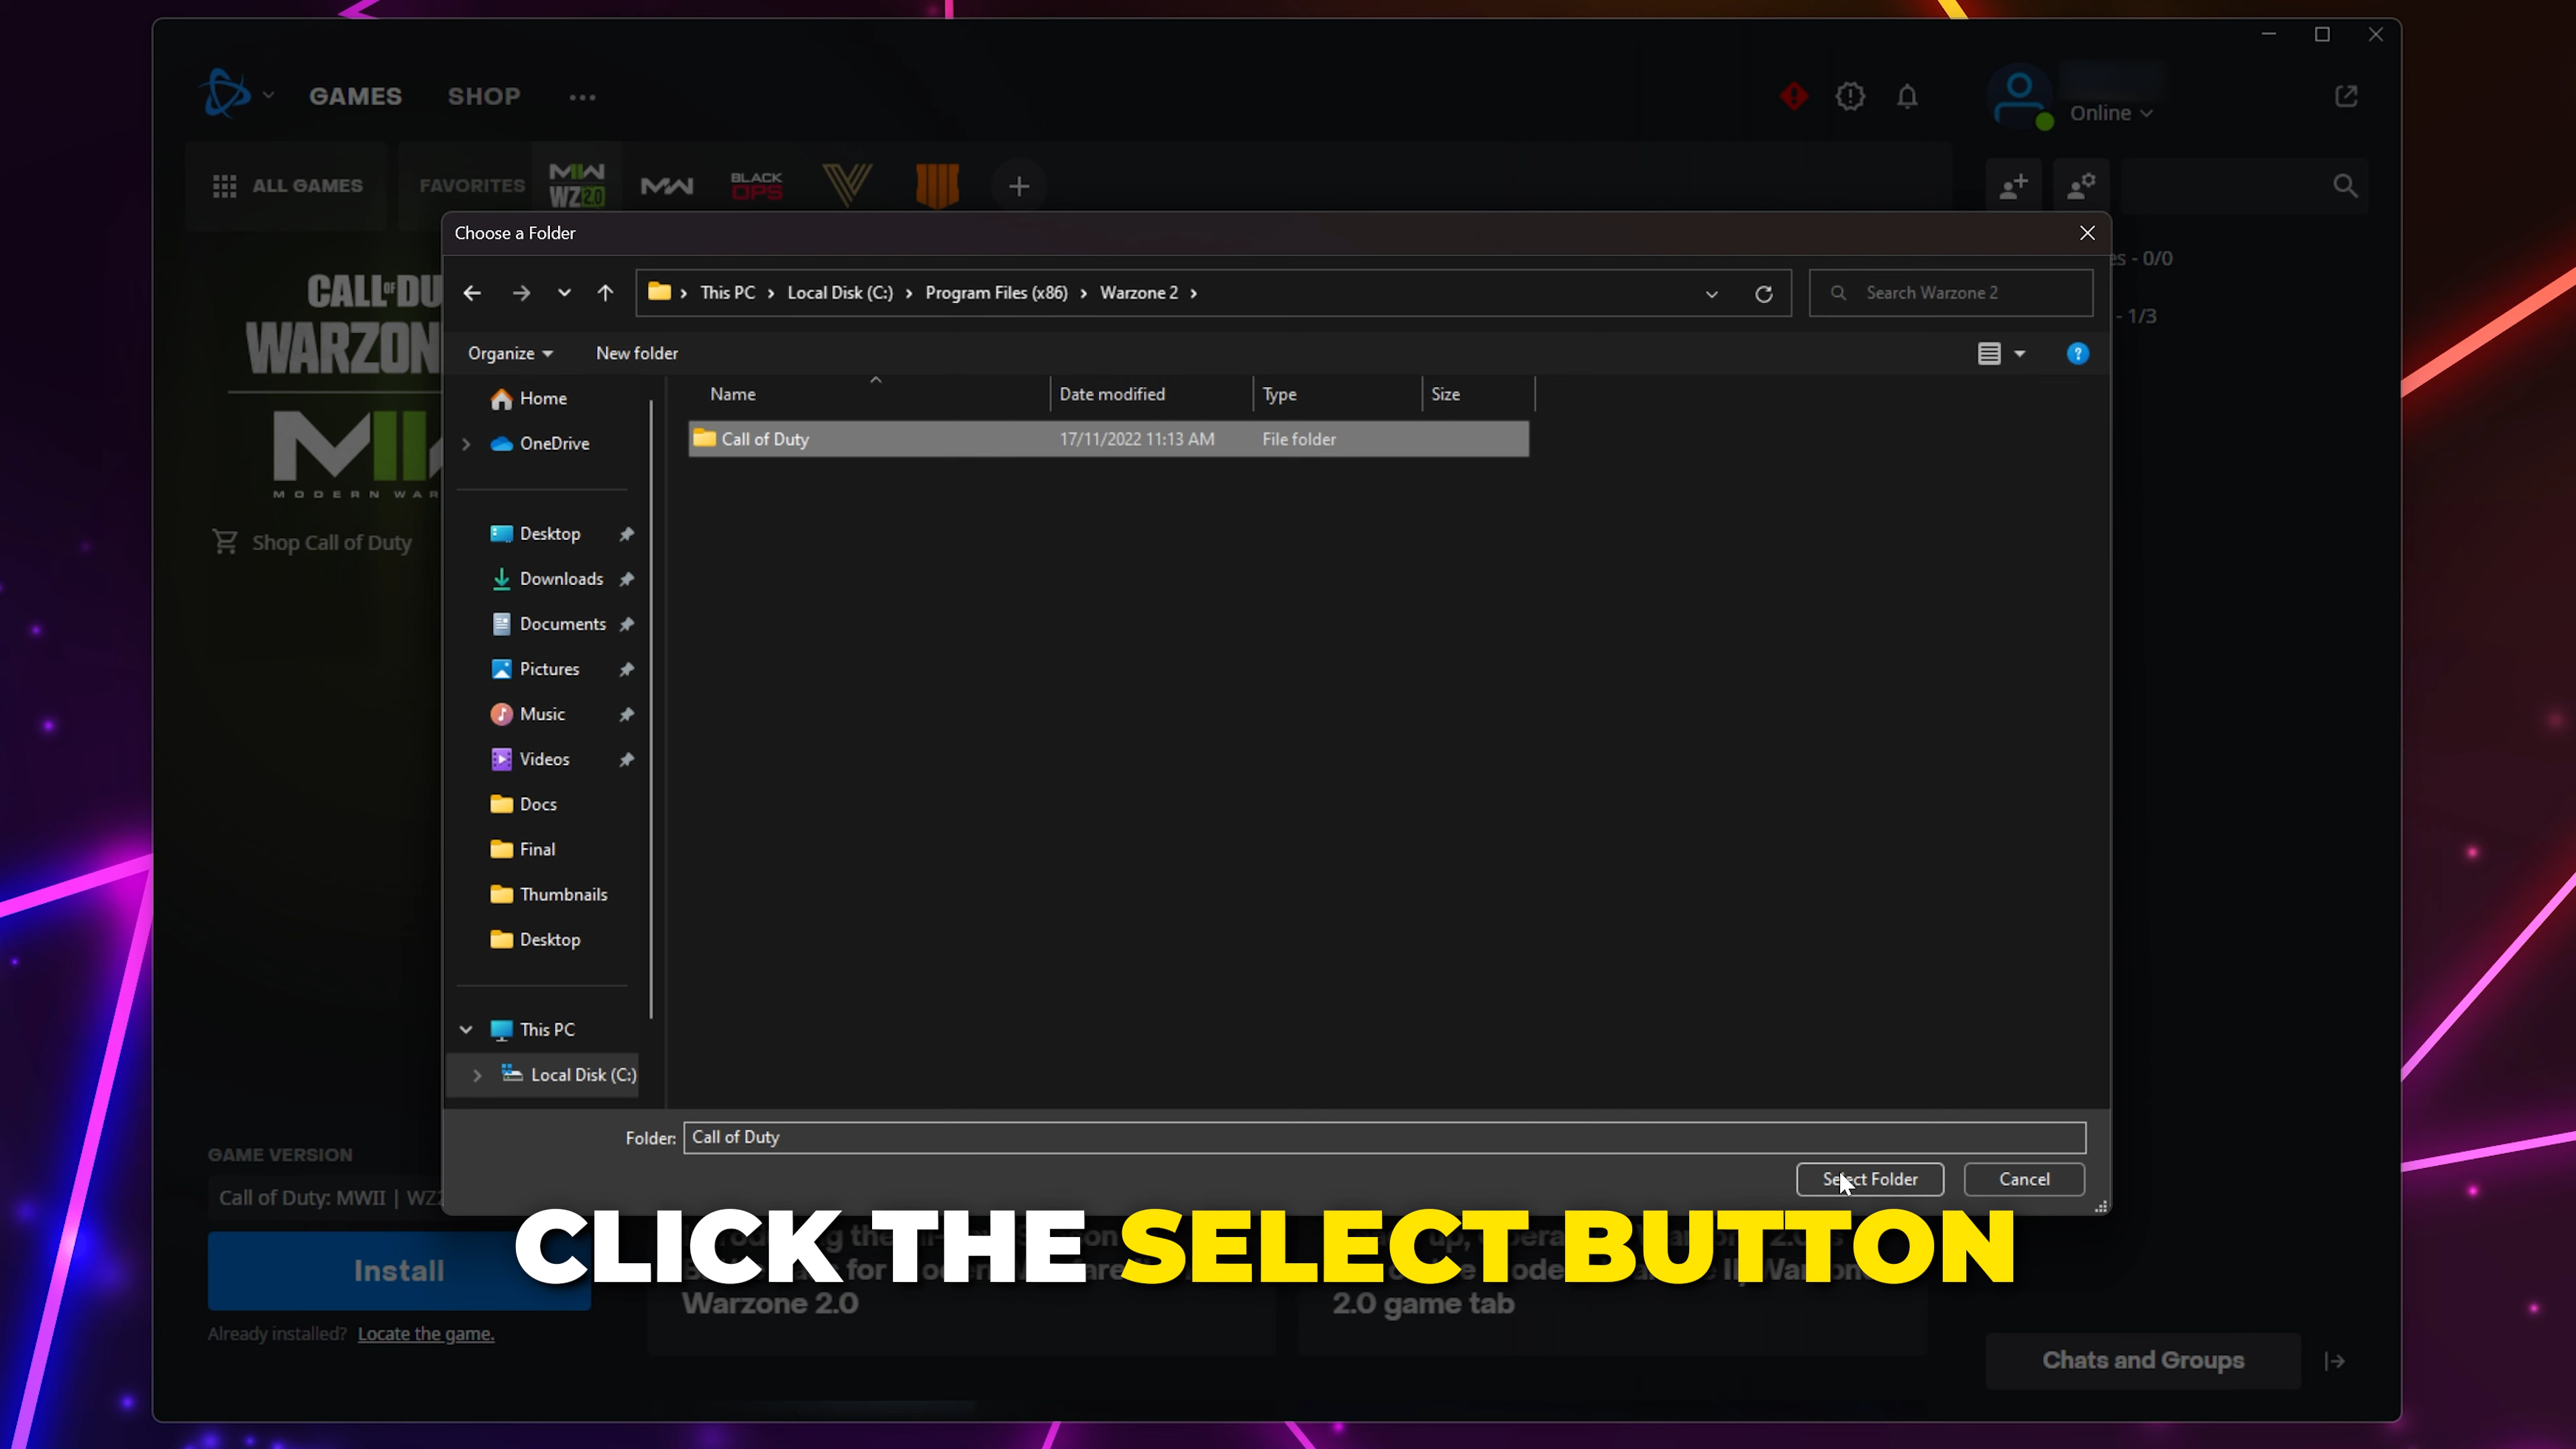 GAMES SHOP ...
Online
ALL GAMES
FAVORITES
MW
WZ 2.0
MW
BLACK
OPS
Choose a Folder
- 0/0
- 1/3
CALL OF
WARZON
This PC > Local Disk (C:) > Program Files (x86) > Warzone 2 >
Search Warzone 2
Organize
New folder
Name
Date modified
Type
Size
Call of Duty
17/11/2022 11:13 AM
File folder
Home
OneDrive
MODERN
Shop Call of Duty
Desktop
Downloads
Documents
Pictures
Music
Videos
Docs
Final
Thumbnails
Desktop
This PC
Local Disk (C:)
Folder: Call of Duty
Select Folder
Cancel
GAME VERSION
Call of Duty: MWII |
Install
Already installed? Locate the game.
CLICK THE SELECT BUTTON
Warzone 2.0
2.0 game tab
Chats and Groups